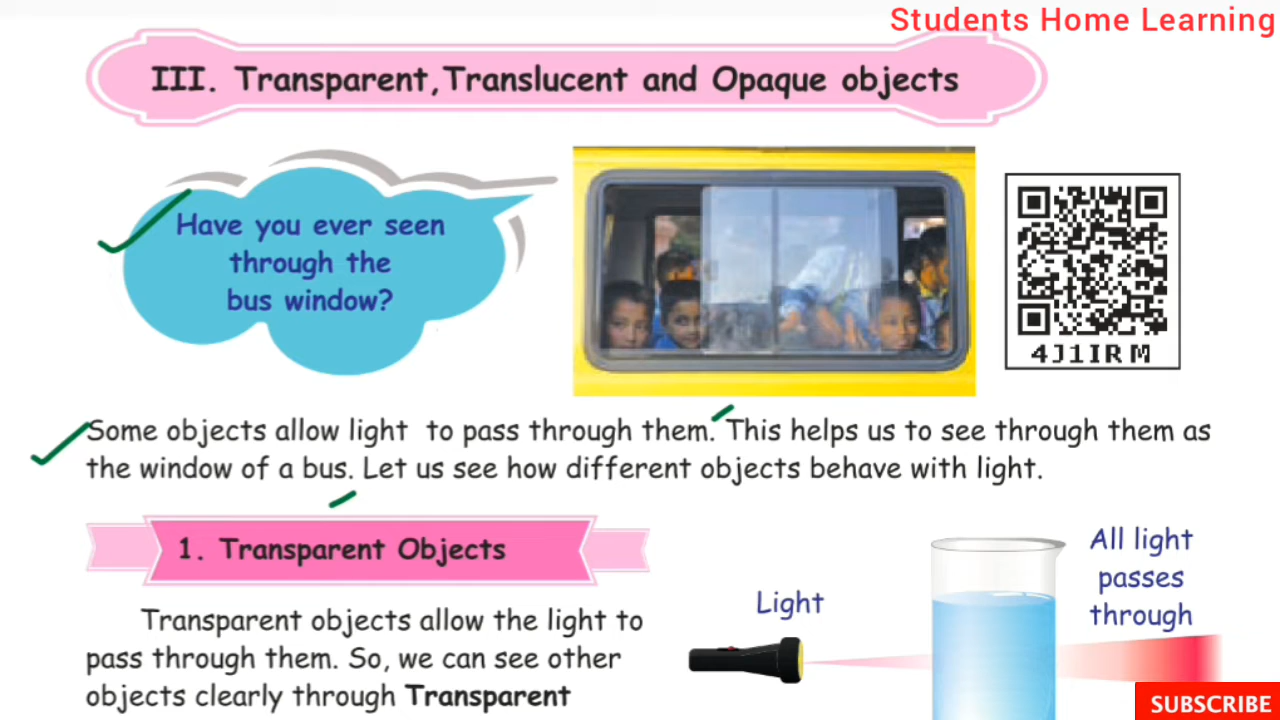 Students Home Learning
III. Transparent,Translucent and Opaque objects
Have you ever seen
through the
bus window?
4J1IRM
Some objects allow light to pass through them. This helps us to see through them as
the window of a bus. Let us see how different objects behave with light.
1. Transparent Objects
Transparent objects allow the light to
pass through them. So, we can see other
objects clearly through Transparent
Light
All light
passes
through
SUBSCRIBE